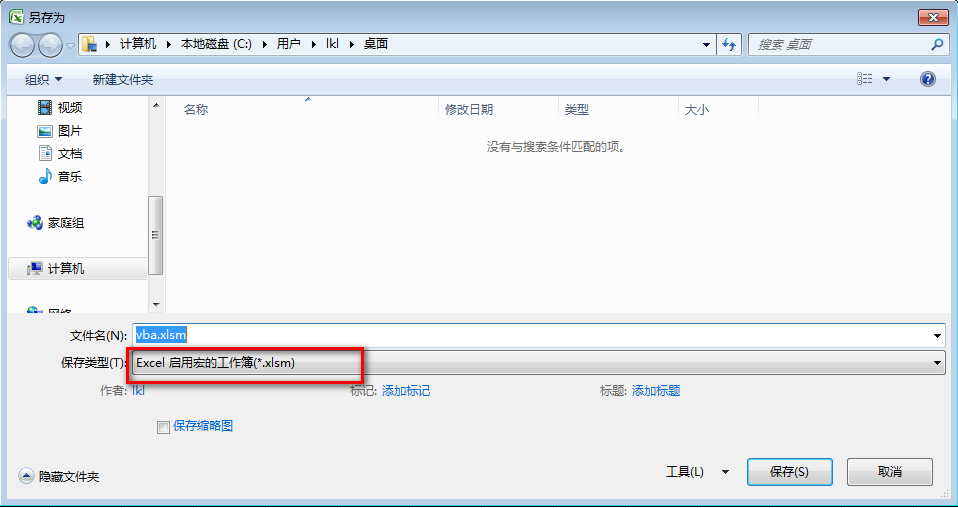 另存为
计算机 本地磁盘 (C:) 用户 lkl 桌面
搜索 桌面
组织 新建文件夹
名称 修改日期 类型 大小
视频
图片
文档
音乐
家庭组
计算机
网络
没有与搜索条件匹配的项。
文件名(N): vba.xlsm
保存类型(T): Excel 启用宏的工作簿(*.xlsm)
作者: lkl 标记: 添加标记 标题: 添加标题
保存缩略图
隐藏文件夹 工具(L) 保存(S) 取消